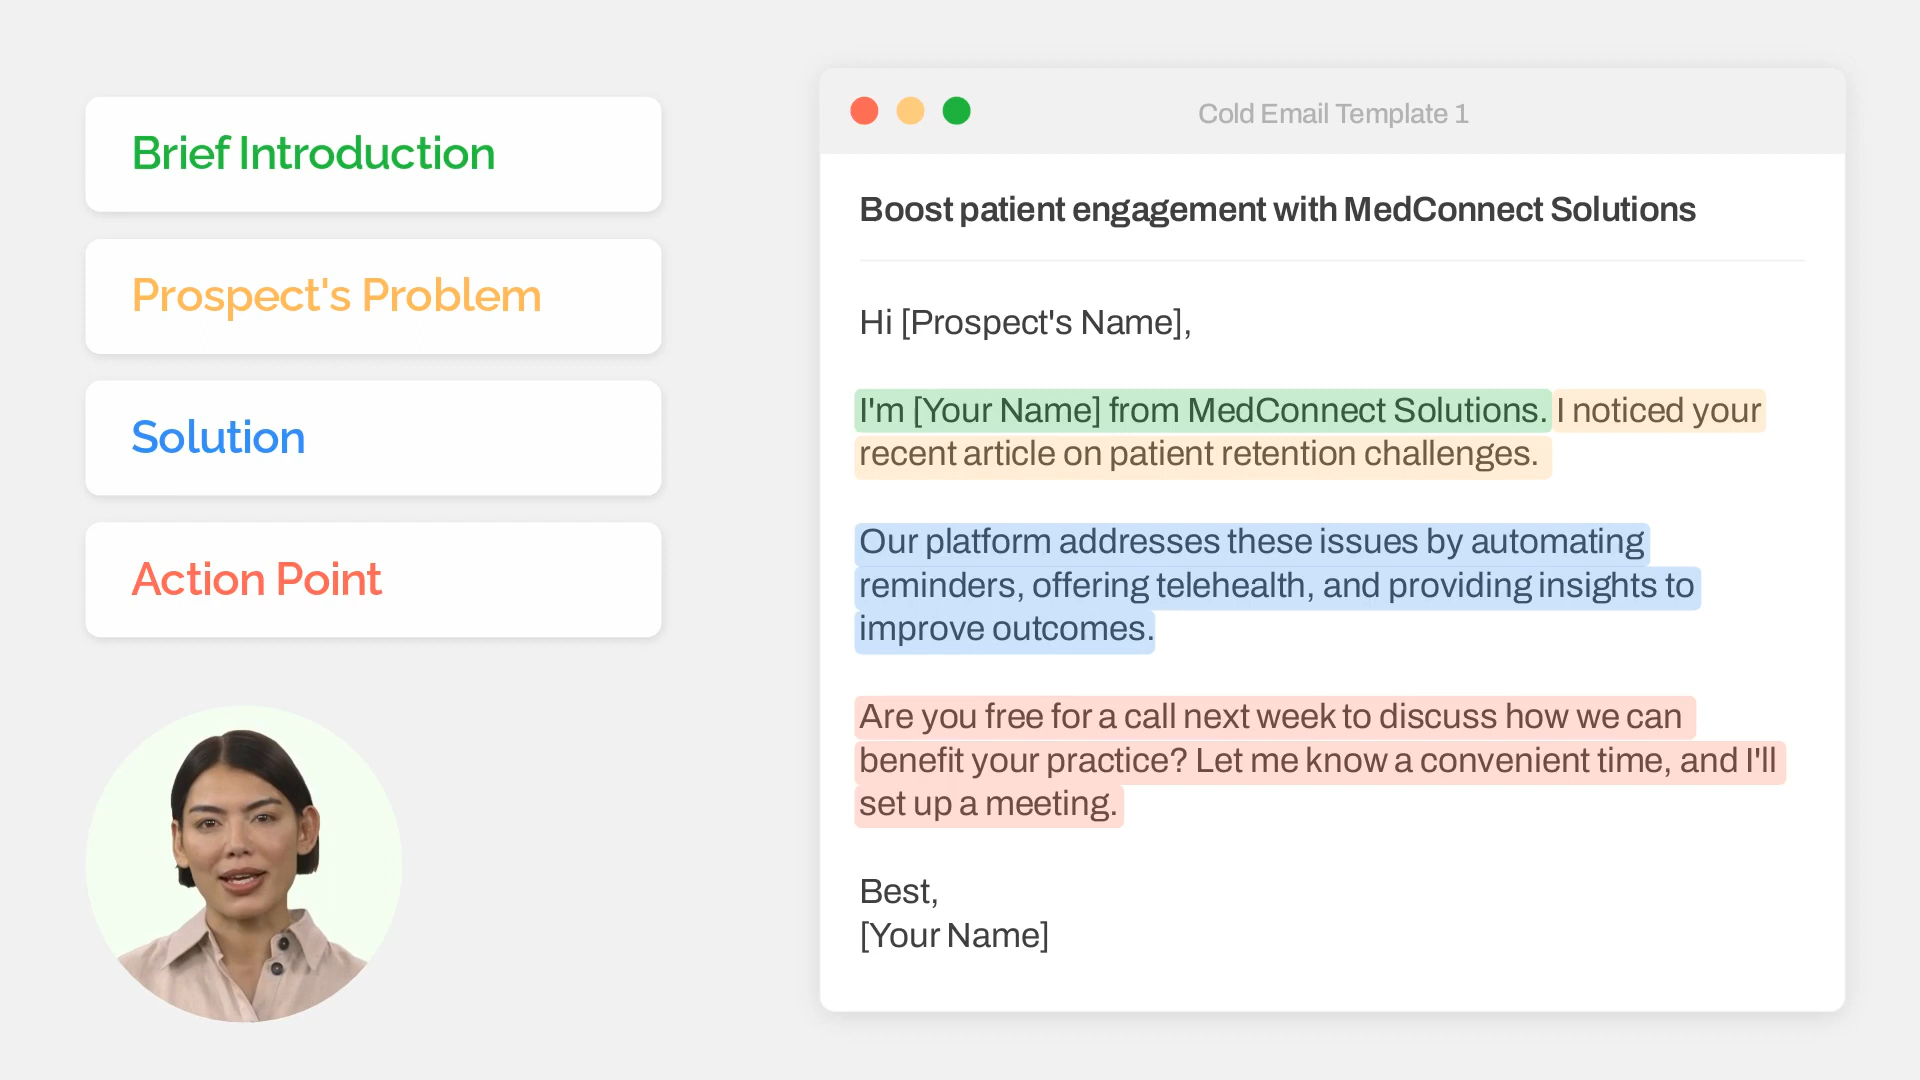 Brief Introduction
Prospect's Problem
Solution
Action Point
Cold Email Template 1
Boost patient engagement with MedConnect Solutions
Hi [Prospect's Name],
I'm [Your Name] from MedConnect Solutions. I noticed your
recent article on patient retention challenges.
Our platform addresses these issues by automating
reminders, offering telehealth, and providing insights to
improve outcomes.
Are you free for a call next week to discuss how we can
benefit your practice? Let me know a convenient time, and I'll
set up a meeting.
Best,
[Your Name]